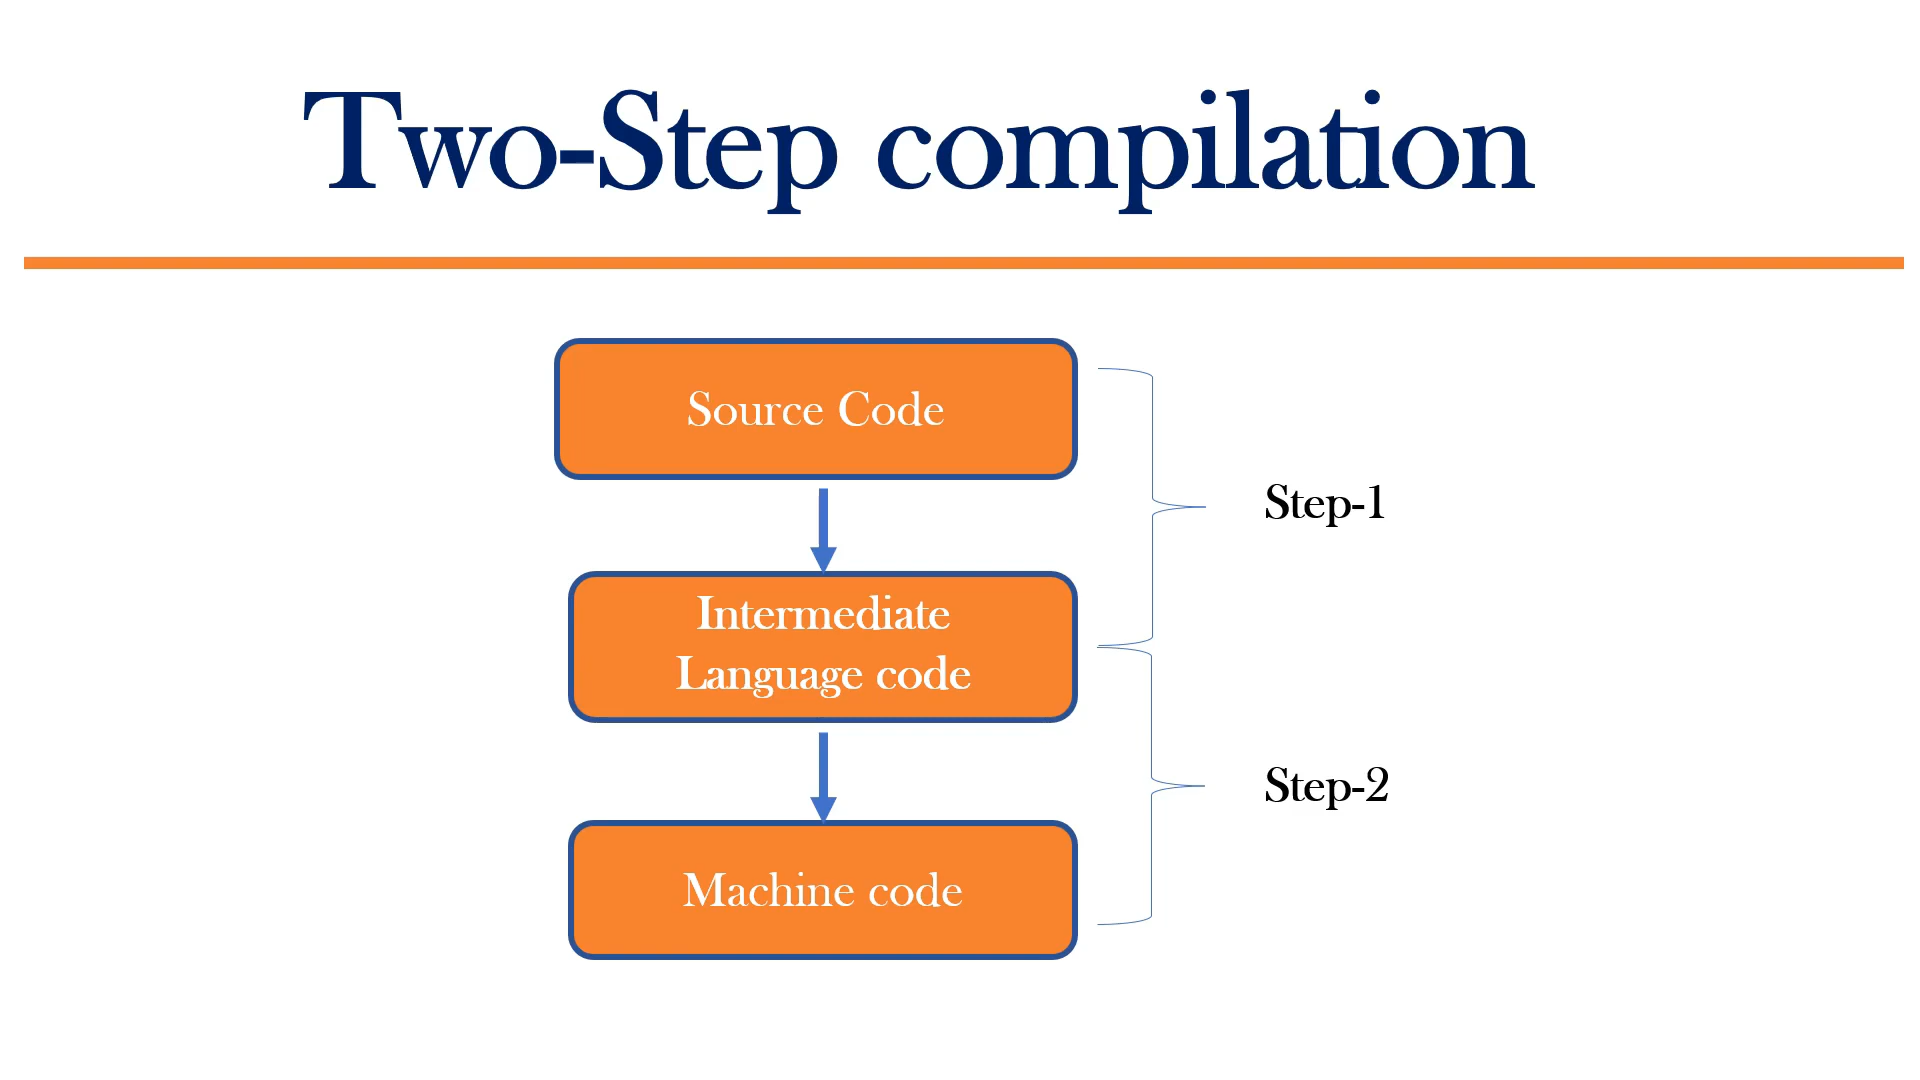 Two-Step compilation
Source Code
Step-1
Intermediate
Language code
Step-2
Machine code